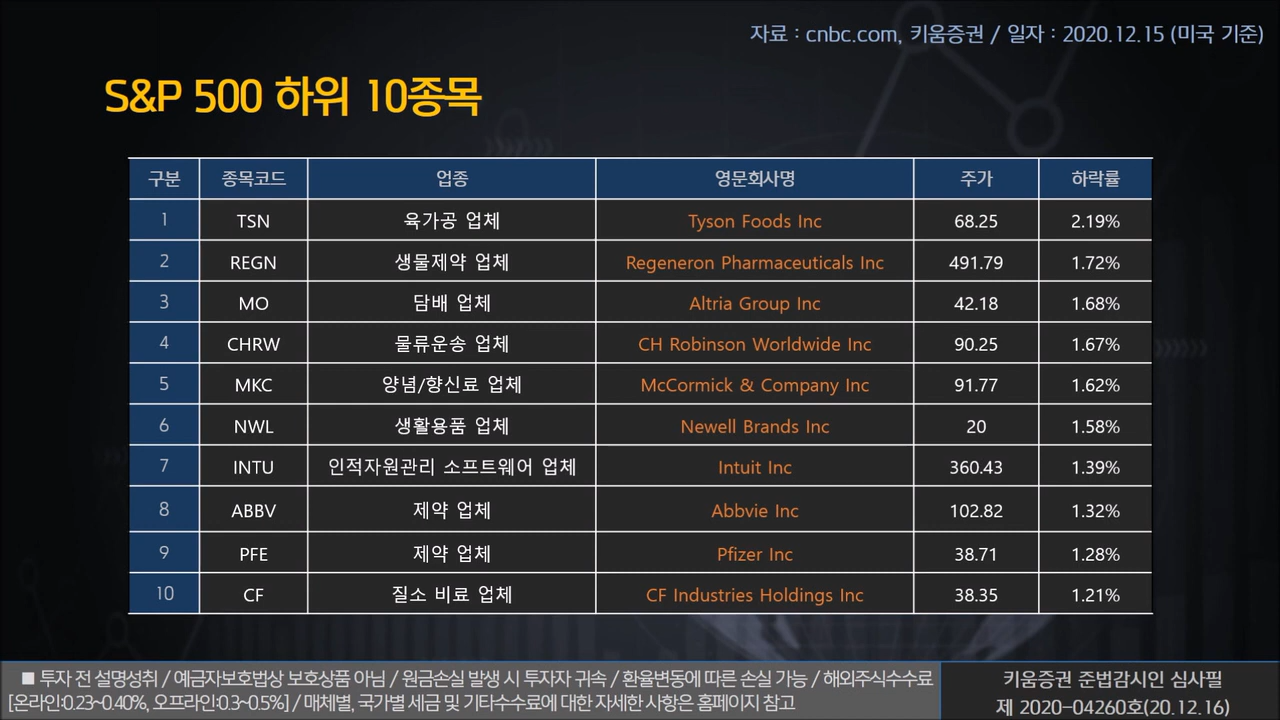 자료 : cnbc.com, 키움증권 / 일자 : 2020.12.15 (미국 기준)
S&P 500 하위 10종목
구분 종목코드 업종 영문회사명 주가 하락률
1 TSN 육가공 업체 Tyson Foods Inc 68.25 2.19%
2 REGN 생물제약 업체 Regeneron Pharmaceuticals Inc 491.79 1.72%
3 MO 담배 업체 Altria Group Inc 42.18 1.68%
4 CHRW 물류운송 업체 CH Robinson Worldwide Inc 90.25 1.67%
5 MKC 양념/향신료 업체 McCormick & Company Inc 91.77 1.62%
6 NWL 생활용품 업체 Newell Brands Inc 20 1.58%
7 INTU 인적자원관리 소프트웨어 업체 Intuit Inc 360.43 1.39%
8 ABBV 제약 업체 Abbvie Inc 102.82 1.32%
9 PFE 제약 업체 Pfizer Inc 38.71 1.28%
10 CF 질소 비료 업체 CF Industries Holdings Inc 38.35 1.21%
■ 투자 전 설명성취 / 예금자보호법상 보호상품 아님 / 원금손실 발생 시 투자자 귀속 / 환율변동에 따른 손실 가능 / 해외주식수수료
[온라인:0.23~0.40%, 오프라인:0.3~0.5%] / 매체별, 국가별 세금 및 기타수수료에 대한 자세한 사항은 홈페이지 참고
키움증권 준법감시인 심사필
제 2020-04260호(20.12.16)